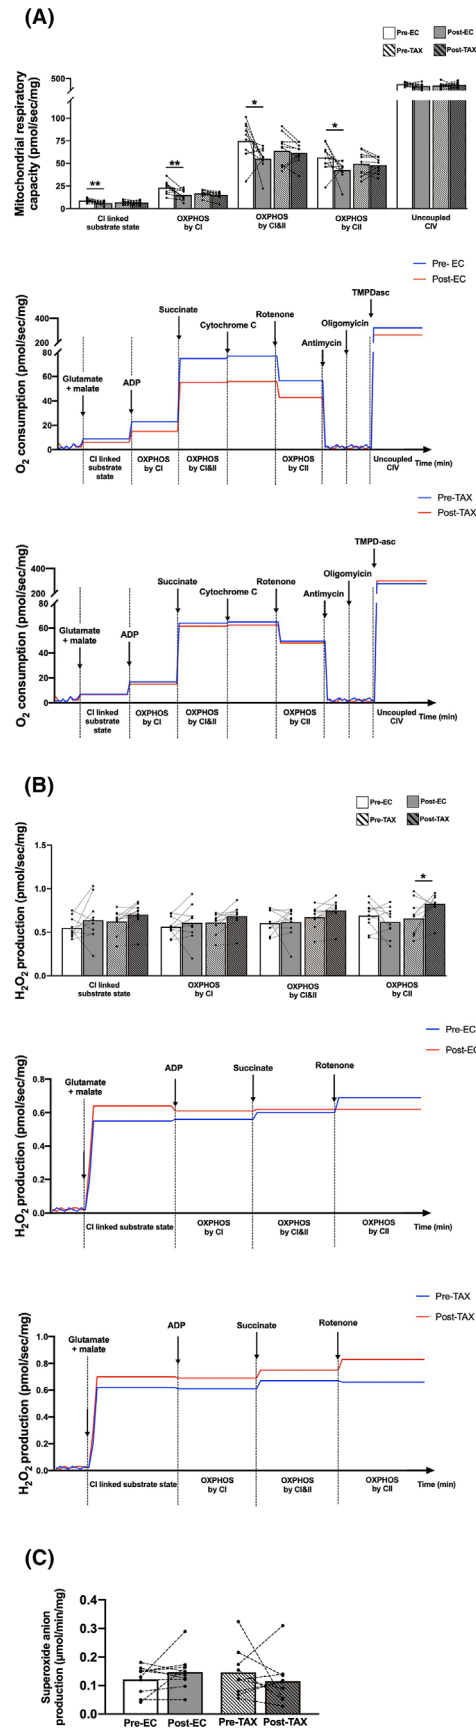 (A)
Pre-EC Post-EC
Pre-TAX Post-TAX
Mitochondrial respiratory
capacity (pmol/sec/mg)
500
100
75
50
25
0
** ** * *
CI linked
substrate state
OXPHOS
by CI
OXPHOS
by CI&II
OXPHOS
by CII
Uncoupled
CIV
Pre- EC
Post-EC
O2 consumption (pmol/sec/mg)
400
200
80
60
40
20
0
Glutamate
+ malate
ADP
Succinate
Cytochrome C
Rotenone
Antimycin
Oligomyicin
TMPDasc
CI linked
substrate
state
OXPHOS
by CI
OXPHOS
by CI&II
OXPHOS
by CII
Uncoupled
CIV
Time (min)
Pre-TAX
Post-TAX
O2 consumption (pmol/sec/mg)
400
200
80
60
40
20
0
Glutamate
+ malate
ADP
Succinate
Cytochrome C
Rotenone
Antimycin
Oligomyicin
TMPD-asc
CI linked
substrate
state
OXPHOS
by CI
OXPHOS
by CI&II
OXPHOS
by CII
Uncoupled
CIV
Time (min)
(B)
Pre-EC Post-EC
Pre-TAX Post-TAX
H2O2 production (pmol/sec/mg)
1.5
1.0
0.5
0.0
*
CI linked
substrate state
OXPHOS
by CI
OXPHOS
by CI&II
OXPHOS
by CII
Pre-EC
Post-EC
H2O2 production (pmol/sec/mg)
0.8
0.6
0.4
0.2
0.0
Glutamate
+ malate
ADP
Succinate
Rotenone
CI linked substrate state
OXPHOS
by CI
OXPHOS
by CI&II
OXPHOS
by CII
Time (min)
Pre-TAX
Post-TAX
H2O2 production (pmol/sec/mg)
1.0
0.8
0.6
0.4
0.2
0.0
Glutamate
+ malate
ADP
Succinate
Rotenone
CI linked substrate state
OXPHOS
by CI
OXPHOS
by CI&II
OXPHOS
by CII
Time (min)
(C)
Superoxide anion
production (µmol/min/mg)
0.4
0.3
0.2
0.1
0.0
Pre-EC Post-EC Pre-TAX Post-TAX